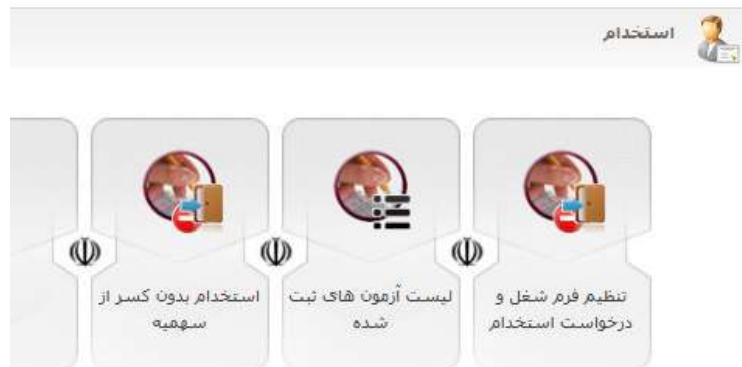 استخدام
تنظیم فرم شغل و
درخواست استخدام
لیست آزمون های ثبت
شده
استخدام بدون کسر از
سهمیه